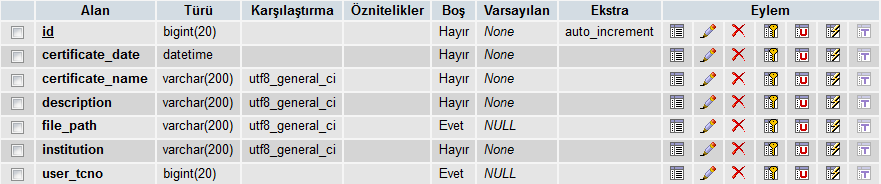 Alan Türü Karşılaştırma Öznitelikler Boş Varsayılan Ekstra Eylem
id bigint(20) Hayır None auto_increment
certificate_date datetime Hayır None
certificate_name varchar(200) utf8_general_ci Hayır None
description varchar(200) utf8_general_ci Hayır None
file_path varchar(200) utf8_general_ci Evet NULL
institution varchar(200) utf8_general_ci Hayır None
user_tcno bigint(20) Evet NULL